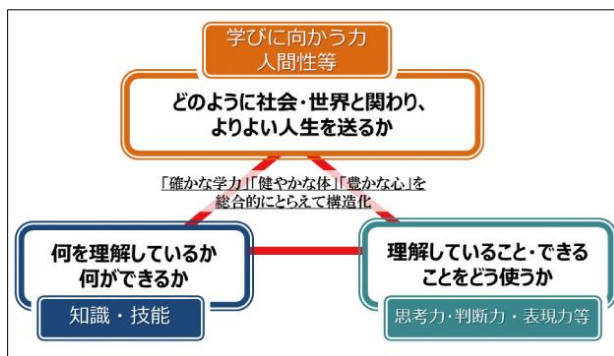 学びに向かう力
人間性等
どのように社会・世界と関わり、
よりよい人生を送るか
「確かな学力」「健やかな体」「豊かな心」を
総合的にとらえて構造化
何を理解しているか
何ができるか
知識・技能
理解していること・できる
ことをどう使うか
思考力・判断力・表現力等